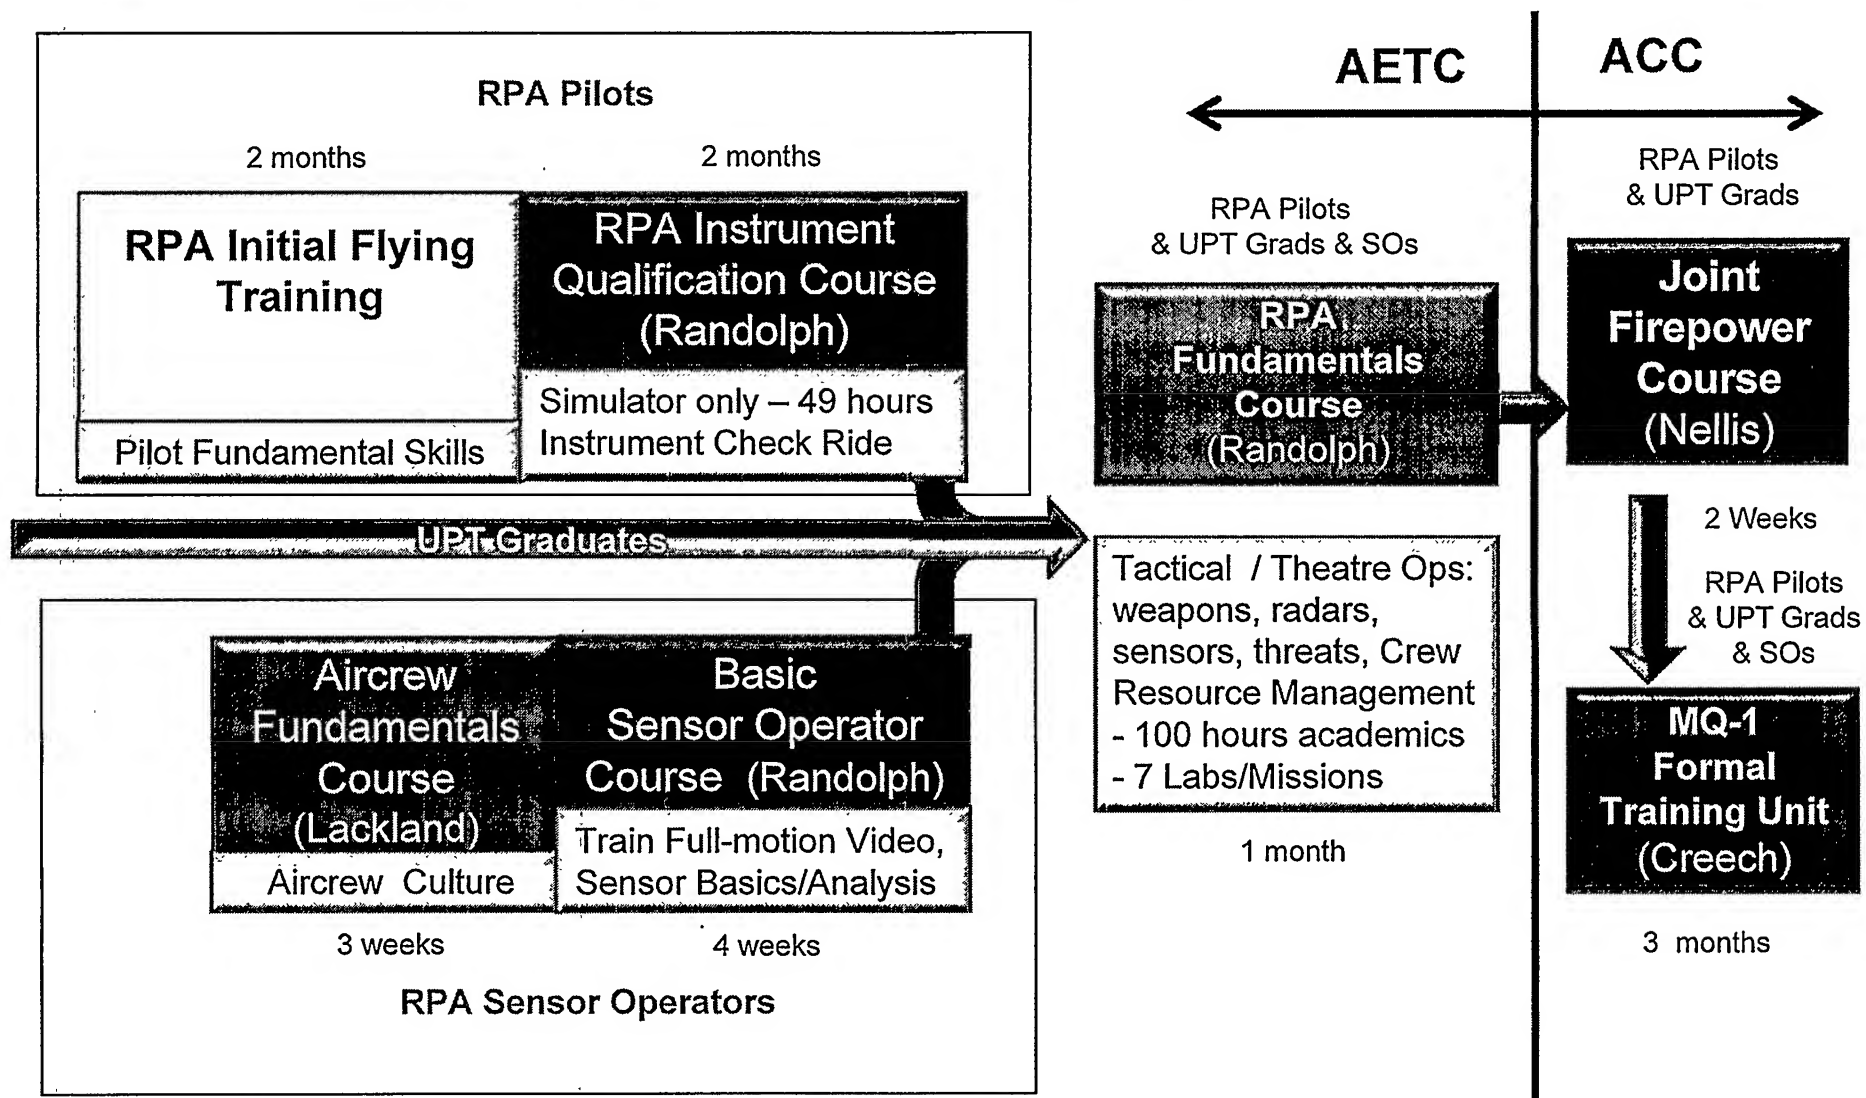 RPA Pilots
2 months
2 months
RPA Initial Flying
Training
Pilot Fundamental Skills
RPA Instrument
Qualification Course
(Randolph)
Simulator only – 49 hours
Instrument Check Ride
UPT Graduates
Aircrew
Fundamentals
Course
(Lackland)
Aircrew Culture
Basic
Sensor Operator
Course (Randolph)
Train Full-motion Video,
Sensor Basics/Analysis
3 weeks
4 weeks
RPA Sensor Operators
AETC
ACC
RPA Pilots
& UPT Grads & SOs
RPA
Fundamentals
Course
(Randolph)
Tactical / Theatre Ops:
weapons, radars,
sensors, threats, Crew
Resource Management
- 100 hours academics
- 7 Labs/Missions
1 month
RPA Pilots
& UPT Grads
Joint
Firepower
Course
(Nellis)
2 Weeks
RPA Pilots
& UPT Grads
& SOs
MQ-1
Formal
Training Unit
(Creech)
3 months